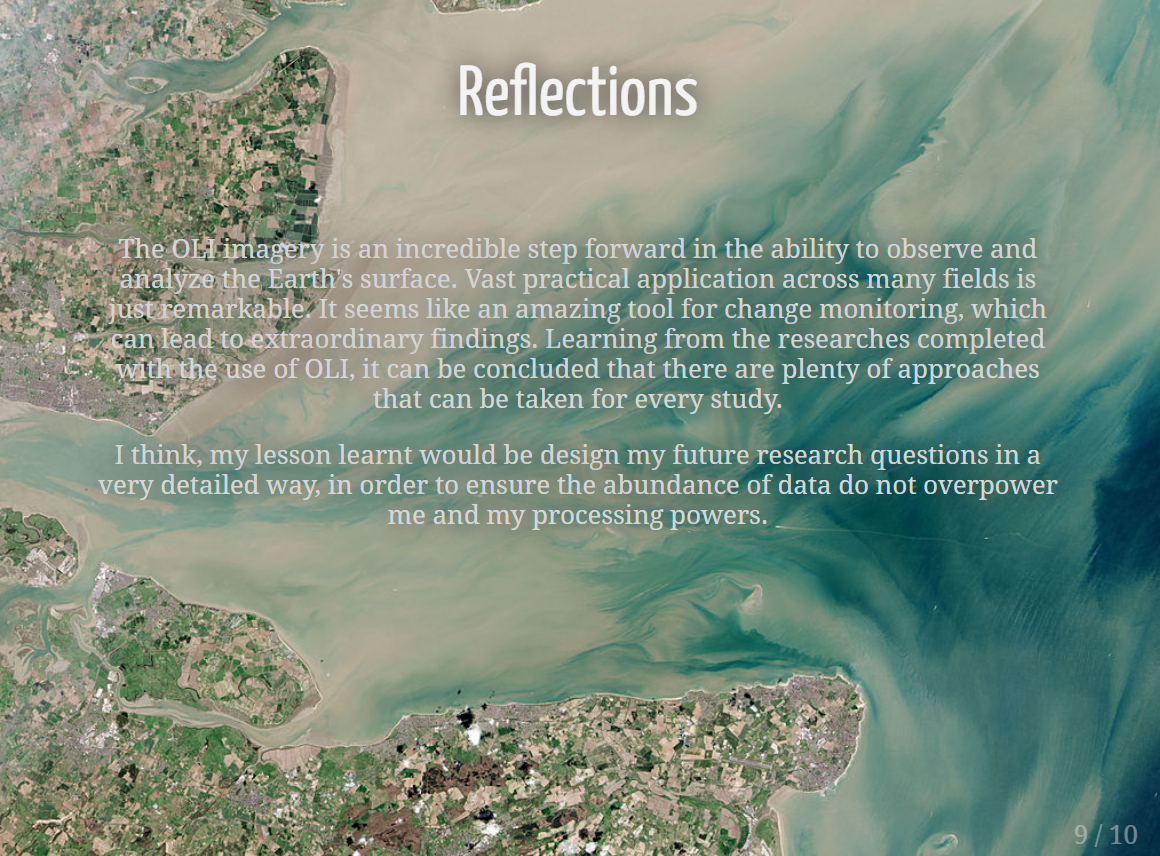 Reflections
The OLI imagery is an incredible step forward in the ability to observe and
analyze the Earth's surface. Vast practical application across many fields is
just remarkable. It seems like an amazing tool for change monitoring, which
can lead to extraordinary findings. Learning from the researches completed
with the use of OLI, it can be concluded that there are plenty of approaches
that can be taken for every study.
I think, my lesson learnt would be design my future research questions in a
very detailed way, in order to ensure the abundance of data do not overpower
me and my processing powers.
9 / 10